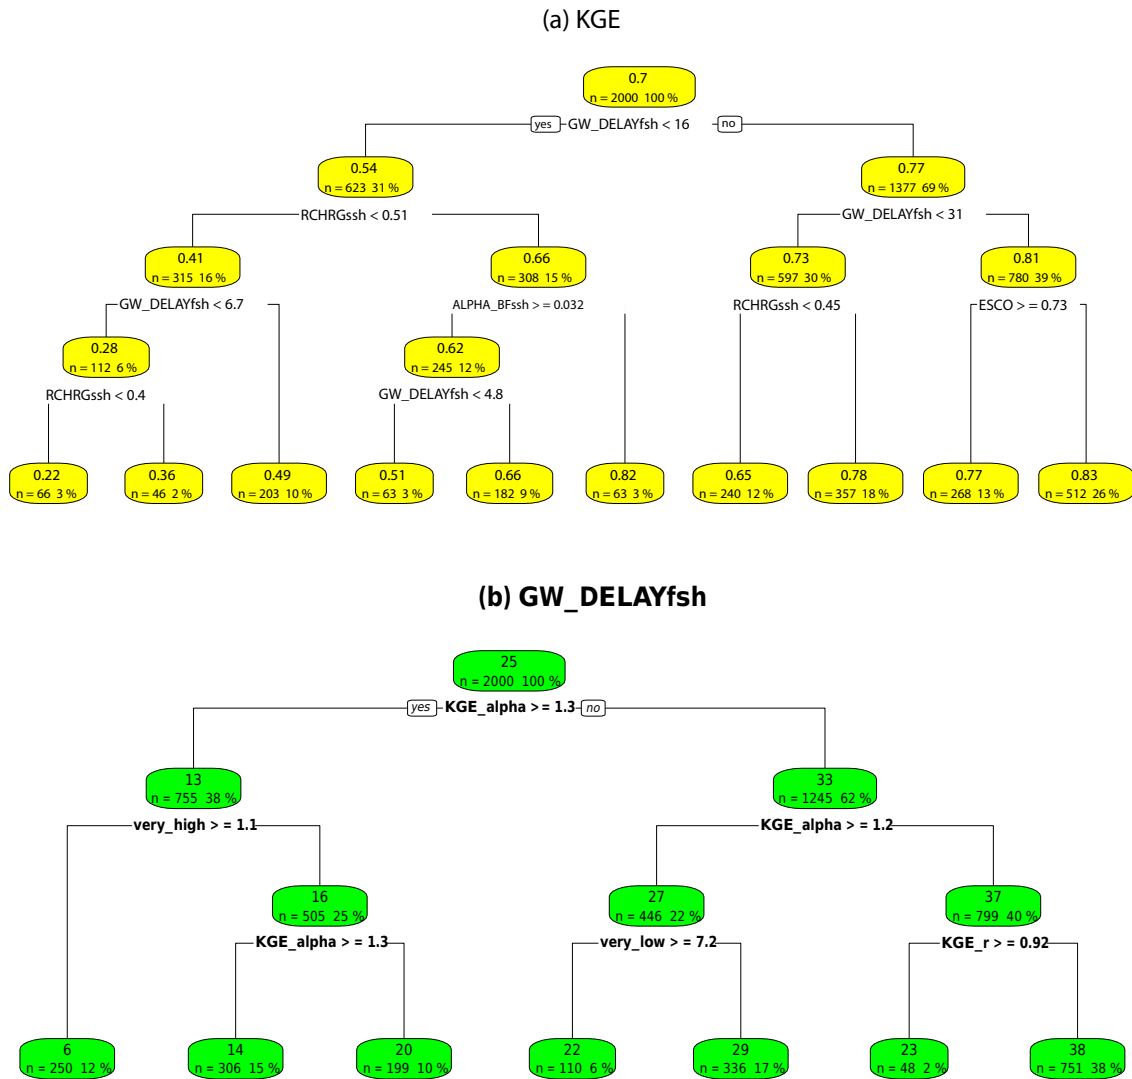 (a) KGE
0.7
n = 2000 100 %
yes GW_DELAYfsh < 16 no
0.54 0.77
n = 623 31 % n = 1377 69 %
RCHRGssh < 0.51 GW_DELAYfsh < 31
0.41 0.66 0.73 0.81
n = 315 16 % n = 308 15 % n = 597 30 % n = 780 39 %
GW_DELAYfsh < 6.7 ALPHA_BFssh > = 0.032 RCHRGssh < 0.45 ESCO > = 0.73
0.28 0.62
n = 112 6 % n = 245 12 %
RCHRGssh < 0.4 GW_DELAYfsh < 4.8
0.22 0.36 0.49 0.51 0.66 0.82 0.65 0.78 0.77 0.83
n = 66 3 % n = 46 2 % n = 203 10 % n = 63 3 % n = 182 9 % n = 63 3 % n = 240 12 % n = 357 18 % n = 268 13 % n = 512 26 %
(b) GW_DELAYfsh
25
n = 2000 100 %
yes KGE_alpha > = 1.3 no
13 33
n = 755 38 % n = 1245 62 %
very_high > = 1.1 KGE_alpha > = 1.2
16 27 37
n = 505 25 % n = 446 22 % n = 799 40 %
KGE_alpha > = 1.3 very_low > = 7.2 KGE_r > = 0.92
6 14 20 22 29 23 38
n = 250 12 % n = 306 15 % n = 199 10 % n = 110 6 % n = 336 17 % n = 48 2 % n = 751 38 %